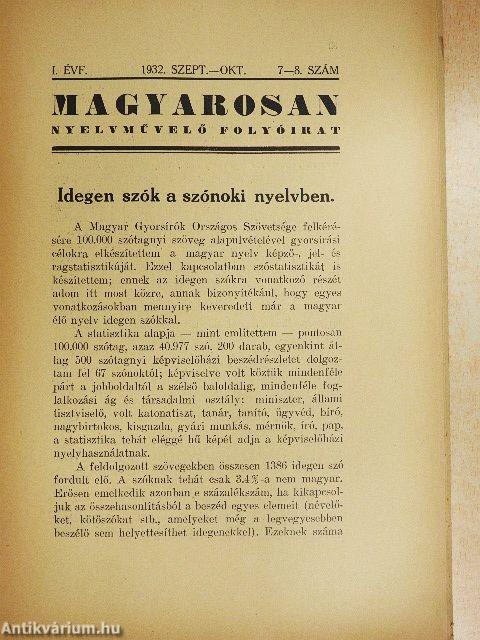 I. ÉVF. 1932. SZEPT.—OKT. 7—8. SZÁM
MAGYAROSAN
NYELVMŰVELŐ FOLYÓIRAT
Idegen szók a szónoki nyelvben.
A Magyar Gyorsírók Országos Szövetsége felkéré-
sére 100.000 szótagnyi szöveg alapulvételével gyorsírási
célokra elkészítettem a magyar nyelv képző-, jel- és
ragstatisztikáját. Ezzel kapcsolatban szóstatisztikát is
készítettem; ennek az idegen szókra vonatkozó részét
adom itt most közre, annak bizonyítékául, hogy egyes
vonatkozásokban mennyire keveredett már a magyar
élő nyelv idegen szókkal.
A statisztika alapja — mint említettem — pontosan
100.000 szótag, azaz 40.977 szó. 200 darab, egyenkint át-
lag 500 szótagnyi képviselőházi beszédrészletet dolgoz-
tam fel 67 szónoktól; képviselve volt köztük mindenféle
párt a jobboldaltól a szélső baloldalig, mindenféle fog-
lalkozási ág és társadalmi osztály: miniszter, állami
tisztviselő, volt katonatiszt, tanár, tanító, ügyvéd, bíró,
nagybirtokos, kisgazda, gyári munkás, mérnök, író, pap,
a statisztika tehát eléggé hű képét adja a képviselőházi
nyelvhasználatnak.
A feldolgozott szövegekben összesen 1386 idegen szó
fordult elő. A szóknak tehát csak 3.4%-a nem magyar.
Erősen emelkedik azonban e százalékszám, ha kikapcsol-
juk az összehasonlításból a beszéd egyes elemeit (névelő-
ket, kötőszókat stb., amelyeket még a legvegyesebben
beszélő sem helyettesíthet idegenekkel). Ezeknek száma
Antikvárium.hu